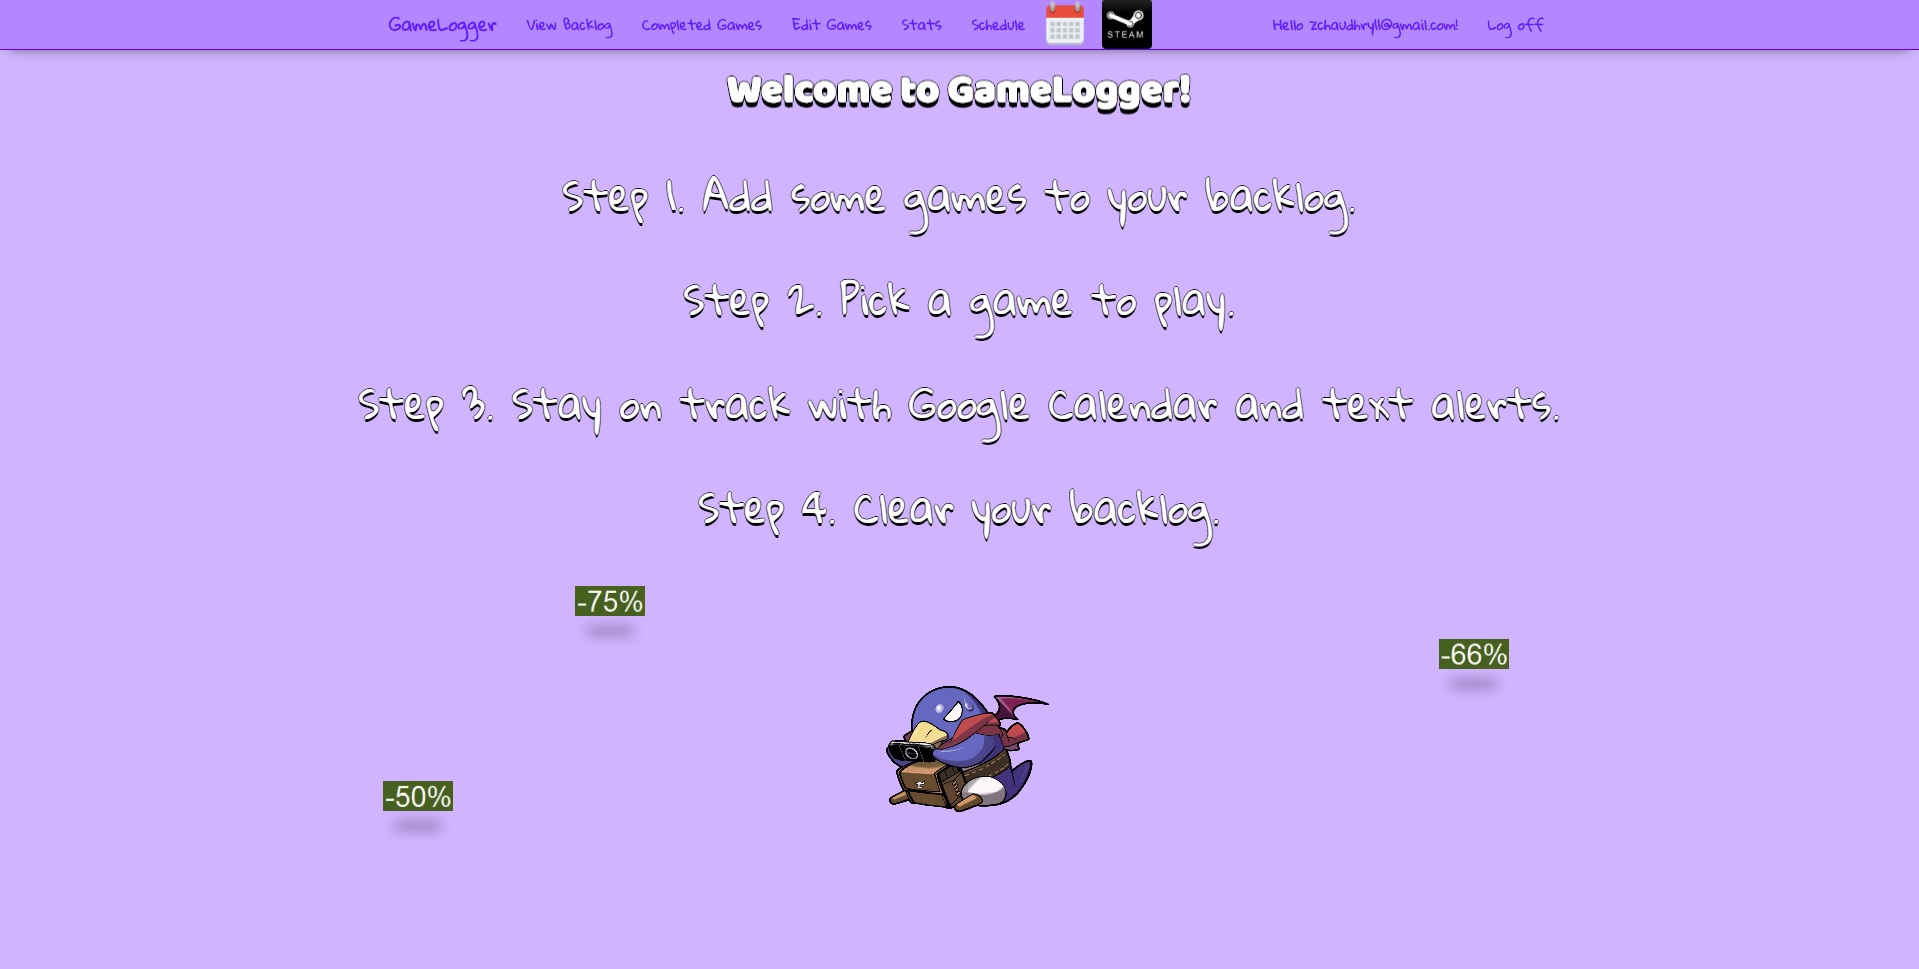 GameLogger View Backlog Completed Games Edit Games Stats Schedule STEAM Hello zchaudhry11@gmail.com! Log off
Welcome to GameLogger!
Step 1. Add some games to your backlog.
Step 2. Pick a game to play.
Step 3. Stay on track with Google Calendar and text alerts.
Step 4. Clear your backlog.
-75%
-66%
-50%